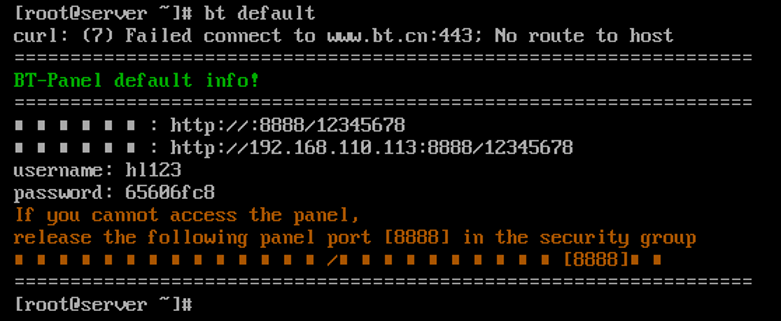 [root@server ~]# bt default
curl: (7) Failed connect to www.bt.cn:443; No route to host
==================================================================
BT-Panel default info!
==================================================================
■ ■ ■ ■ ■ ■ : http://:8888/12345678
■ ■ ■ ■ ■ ■ : http://192.168.110.113:8888/12345678
username: hl123
password: 65606fc8
If you cannot access the panel,
release the following panel port [8888] in the security group
■ ■ ■ ■ ■ ■ ■ ■ ■ ■ ■ ■ ■ ■ /■ ■ ■ ■ ■ ■ ■ ■ ■ ■ [8888]■ ■
==================================================================
[root@server ~]#